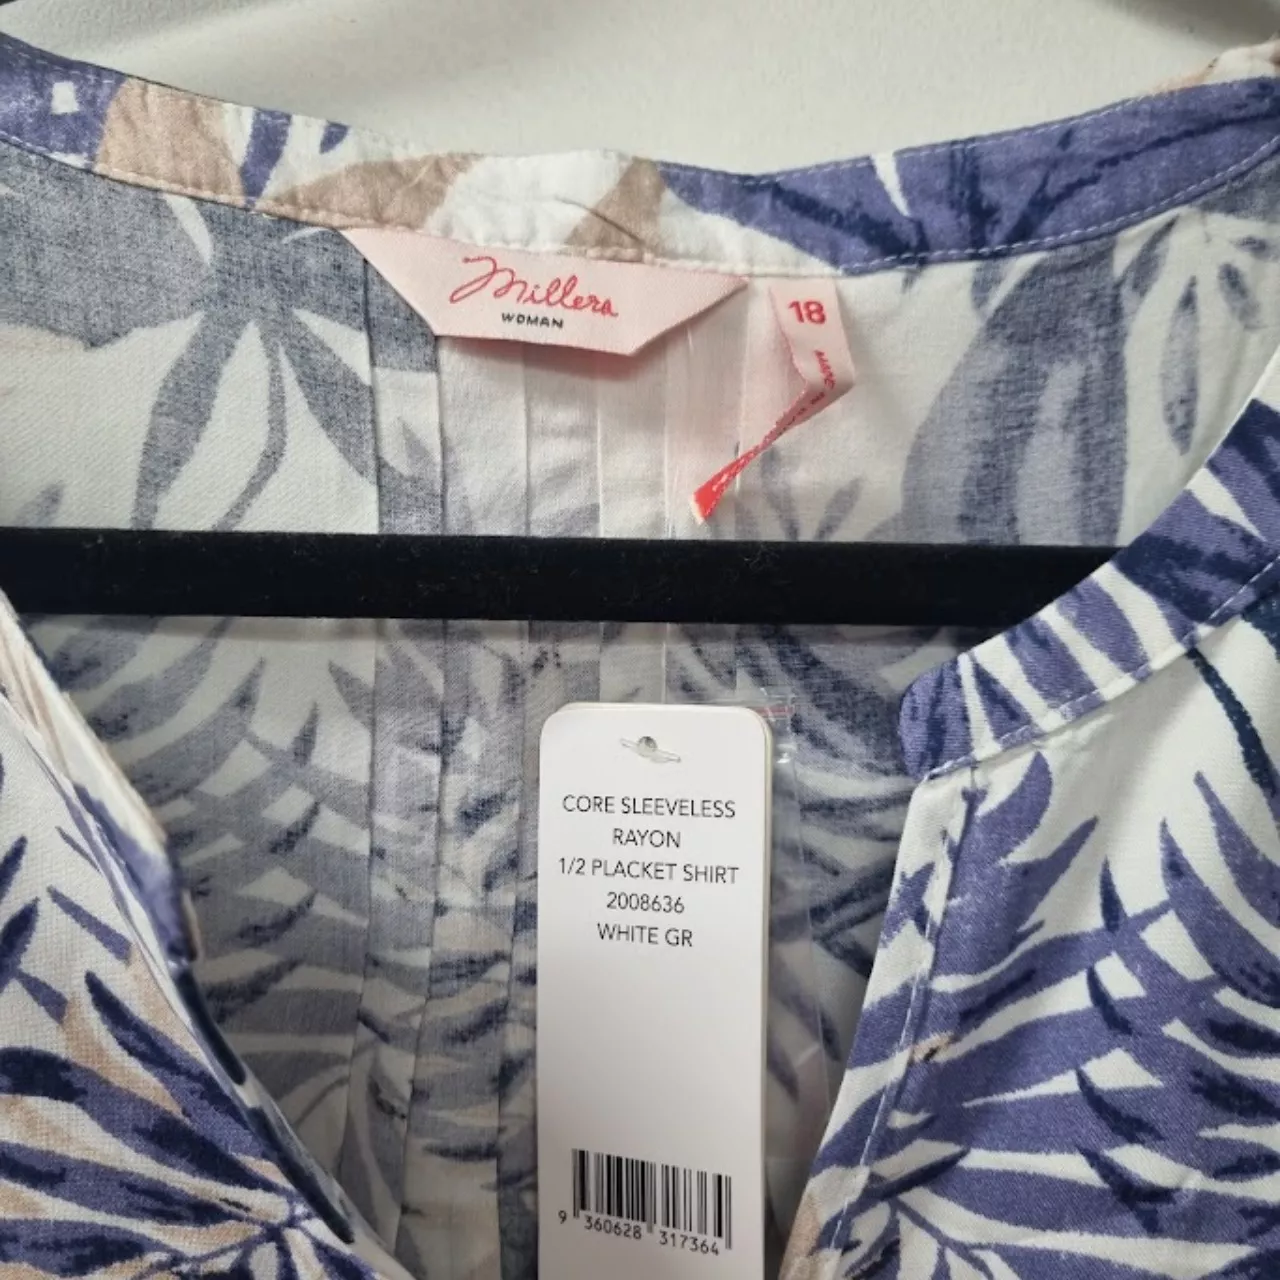 Millers
WOMAN
18
CORE SLEEVELESS
RAYON
1/2 PLACKET SHIRT
2008636
WHITE GR
9 360628 317364